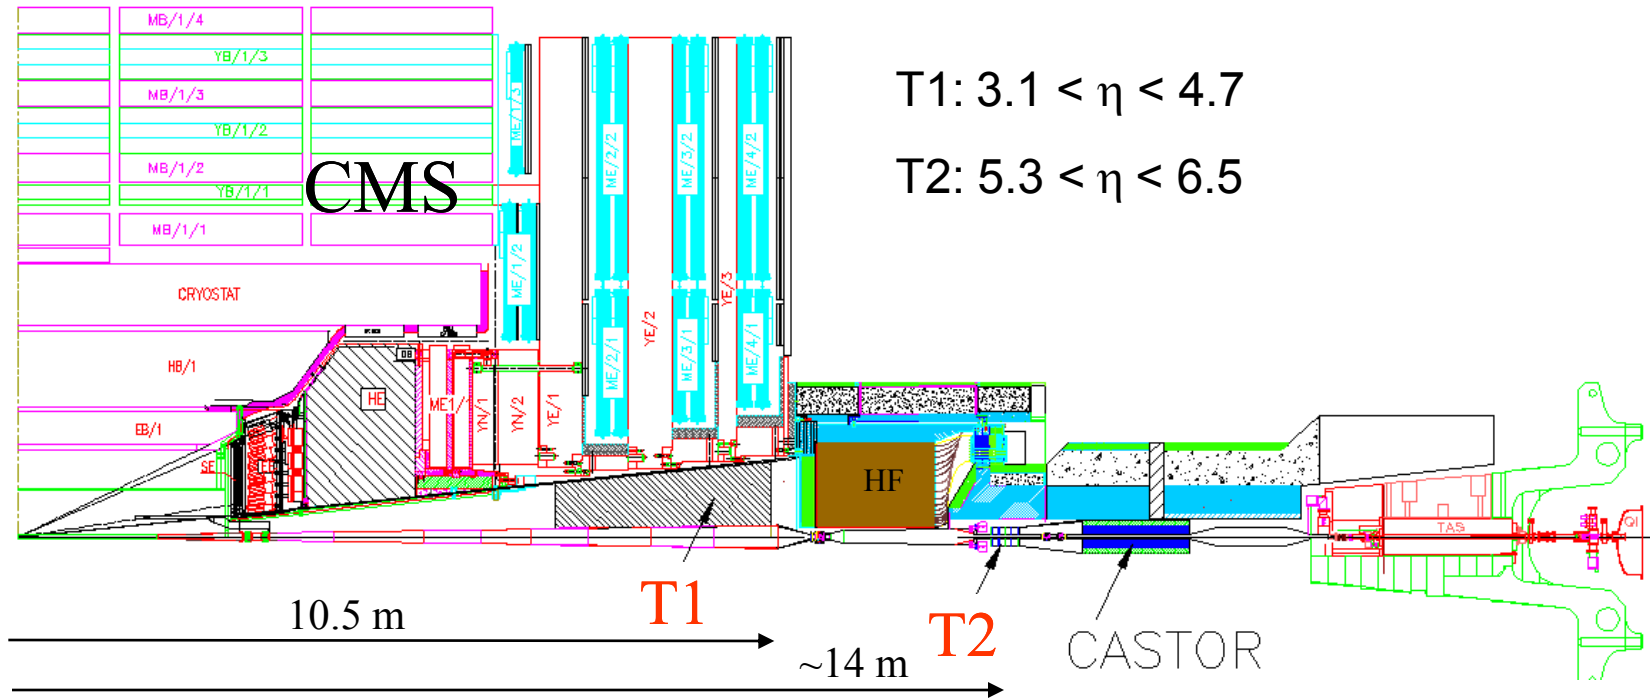 MB/1/4
YB/1/3
MB/1/3
YB/1/2
MB/1/2
YB/1/1
MB/1/1
CMS
CRYOSTAT
HB/1
EB/1
SE
HE
ME/1/3
ME/1/2
YN/1
YN/2
YE/1
ME/2/2
ME/2/1
YE/2
ME/3/2
ME/3/1
YE/3
ME/4/2
ME/4/1
T1: 3.1 < η < 4.7
T2: 5.3 < η < 6.5
HF
TAS
T1
T2
CASTOR
10.5 m
~14 m